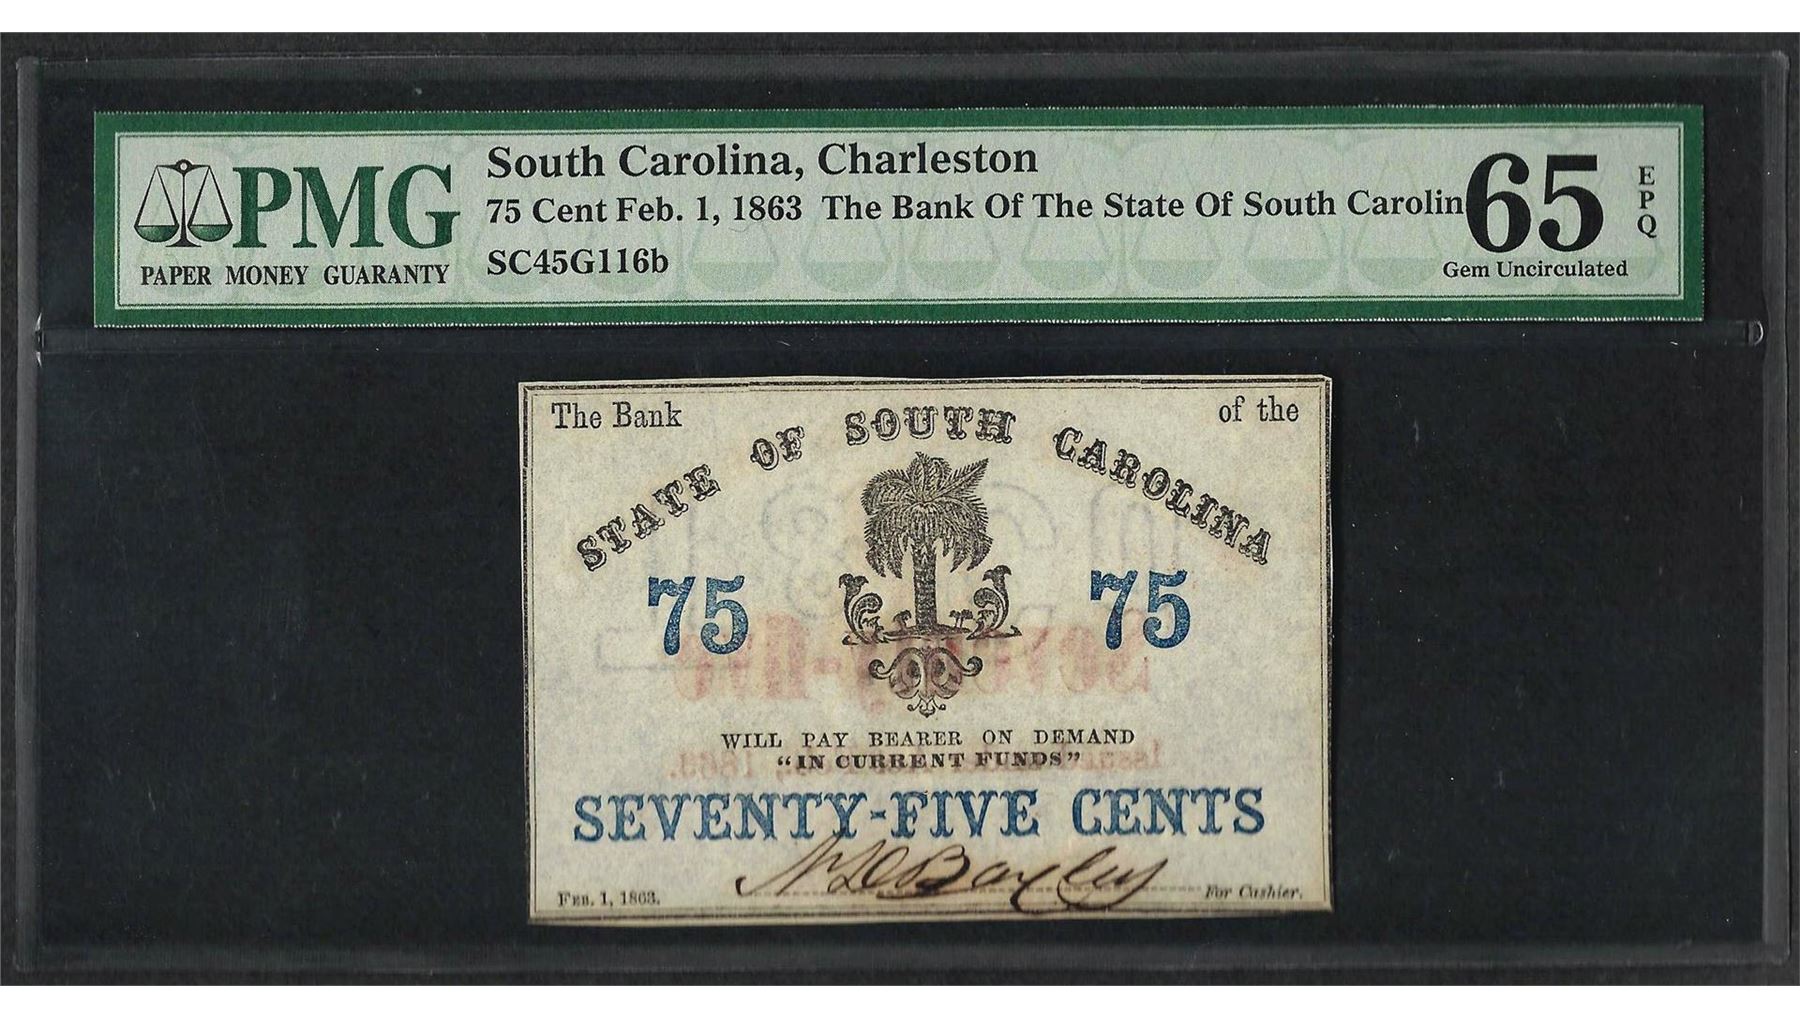 PMG
PAPER MONEY GUARANTY
South Carolina, Charleston
75 Cent Feb. 1, 1863 The Bank Of The State Of South Carolin
SC45G116b
65
EPQ
Gem Uncirculated
The Bank of the
STATE OF SOUTH CAROLINA
75 75
WILL PAY BEARER ON DEMAND
"IN CURRENT FUNDS"
SEVENTY-FIVE CENTS
Feb. 1, 1863. For Cashier.